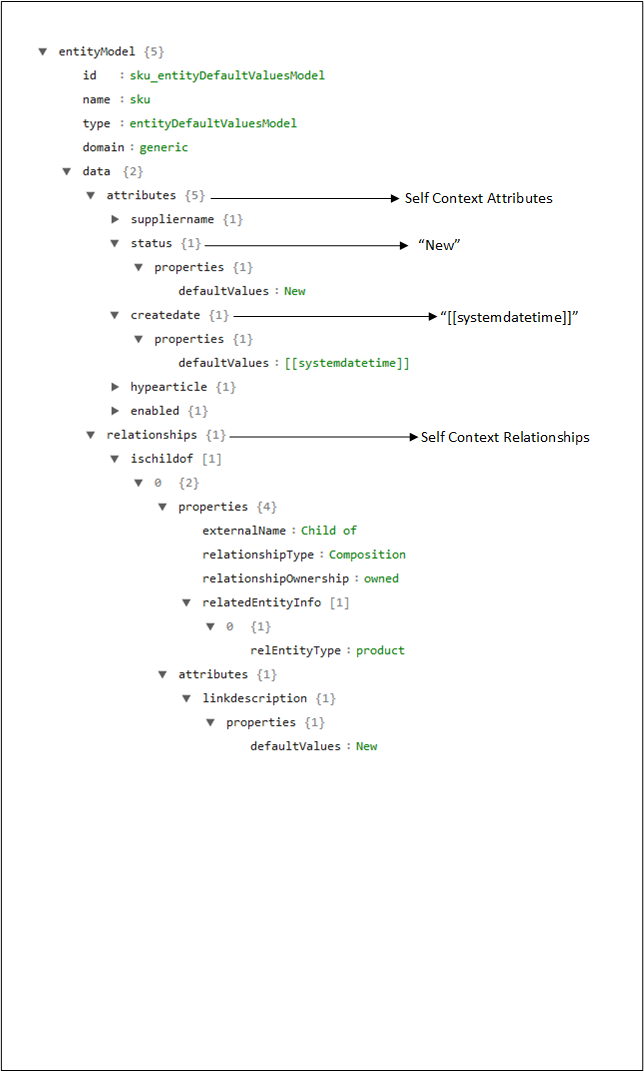 entityModel {5}
id : sku_entityDefaultValuesModel
name : sku
type : entityDefaultValuesModel
domain : generic
data {2}
attributes {5} Self Context Attributes
suppliername {1}
status {1} “New”
properties {1}
defaultValues : New
createdate {1} “[[systemdatetime]]”
properties {1}
defaultValues : [[systemdatetime]]
hypearticle {1}
enabled {1}
relationships {1} Self Context Relationships
ischildof [1]
0 {2}
properties {4}
externalName : Child of
relationshipType : Composition
relationshipOwnership : owned
relatedEntityInfo [1]
0 {1}
relEntityType : product
attributes {1}
linkdescription {1}
properties {1}
defaultValues : New